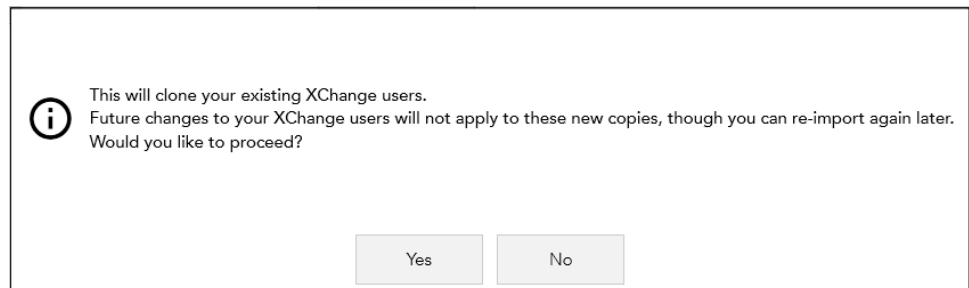 This will clone your existing XChange users.
Future changes to your XChange users will not apply to these new copies, though you can re-import again later.
Would you like to proceed?
Yes
No